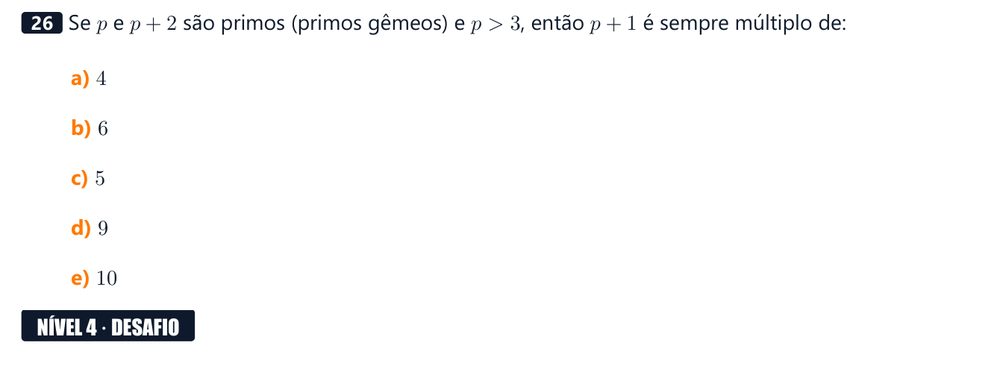 26 Se p e p + 2 são primos (primos gêmeos) e p > 3, então p + 1 é sempre múltiplo de:
a) 4
b) 6
c) 5
d) 9
e) 10
NÍVEL 4 · DESAFIO